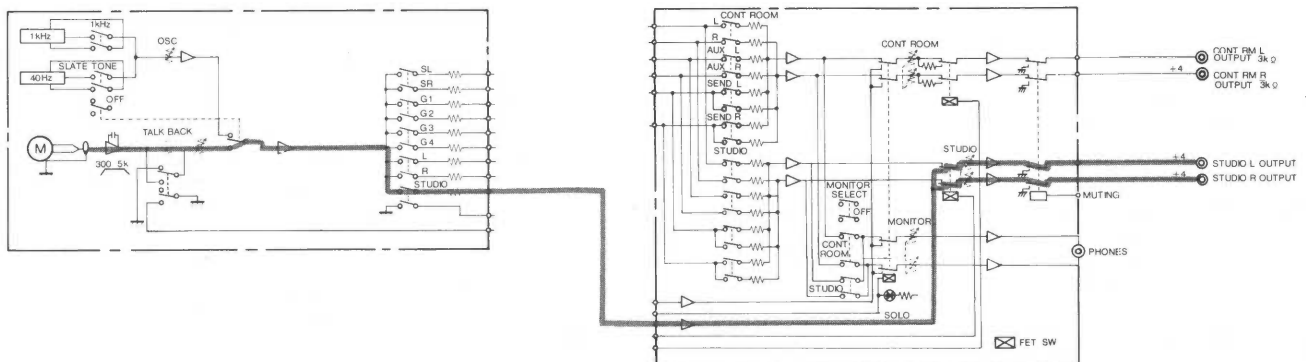 1kHz
1kHz
OSC
SLATE TONE
40Hz
OFF
TALK BACK
M
300 5k
SL
SR
G1
G2
G3
G4
L
R
STUDIO
CONT ROOM
L
R
AUX L
AUX R
SEND L
SEND R
STUDIO
CONT ROOM
MONITOR
SELECT
OFF
CONT
ROOM
STUDIO
MONITOR
STUDIO
SOLO
FET SW
CONT RM L
OUTPUT 3kΩ
+4
CONT RM R
OUTPUT 3kΩ
+4
STUDIO L OUTPUT
+4
STUDIO R OUTPUT
MUTING
PHONES